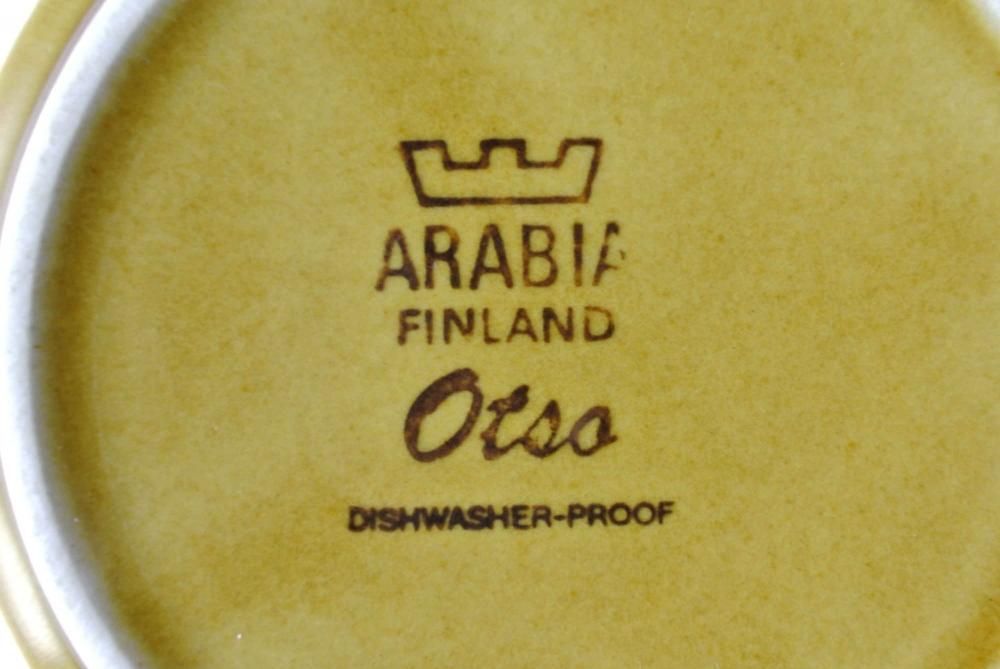 ARABIA
FINLAND
Otso
DISHWASHER-PROOF